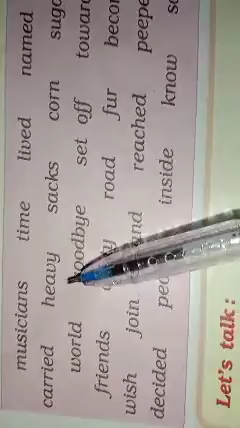 musicians time lived named
carried heavy sacks corn
world goodbye set off
friends road fur
wish join reached
decided inside know
Let's talk :